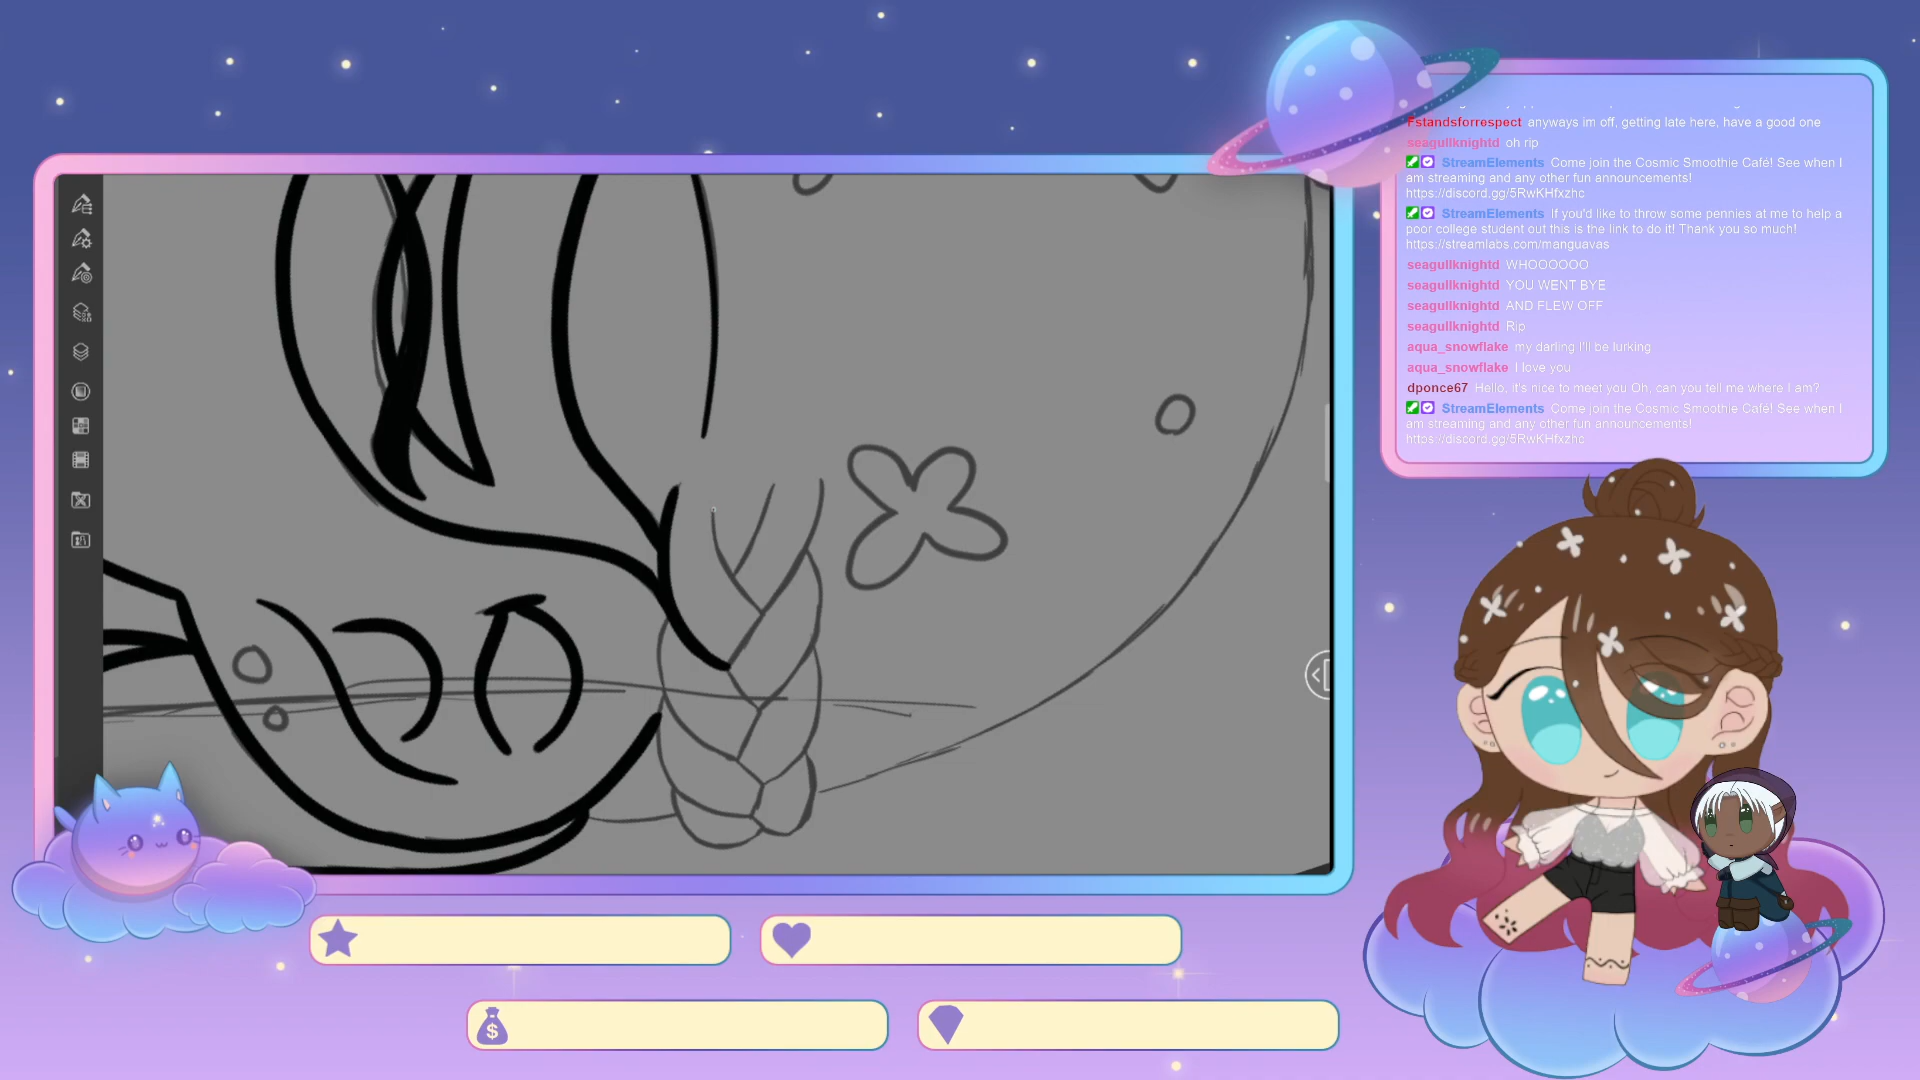 Fstandsforrespect anyways im off, getting late here, have a good one
seagullknightd oh rip
StreamElements Come join the Cosmic Smoothie Café! See when I
am streaming and any other fun announcements!
https://discord.gg/5RwKHfxzhc
StreamElements If you'd like to throw some pennies at me to help a
poor college student out this is the link to do it! Thank you so much!
https://streamlabs.com/manguavas
seagullknightd WHOOOOOO
seagullknightd YOU WENT BYE
seagullknightd AND FLEW OFF
seagullknightd Rip
aqua_snowflake my darling I'll be lurking
aqua_snowflake I love you
dponce67 Hello, it's nice to meet you Oh, can you tell me where I am?
StreamElements Come join the Cosmic Smoothie Café! See when I
am streaming and any other fun announcements!
https://discord.gg/5RwKHfxzhc
$